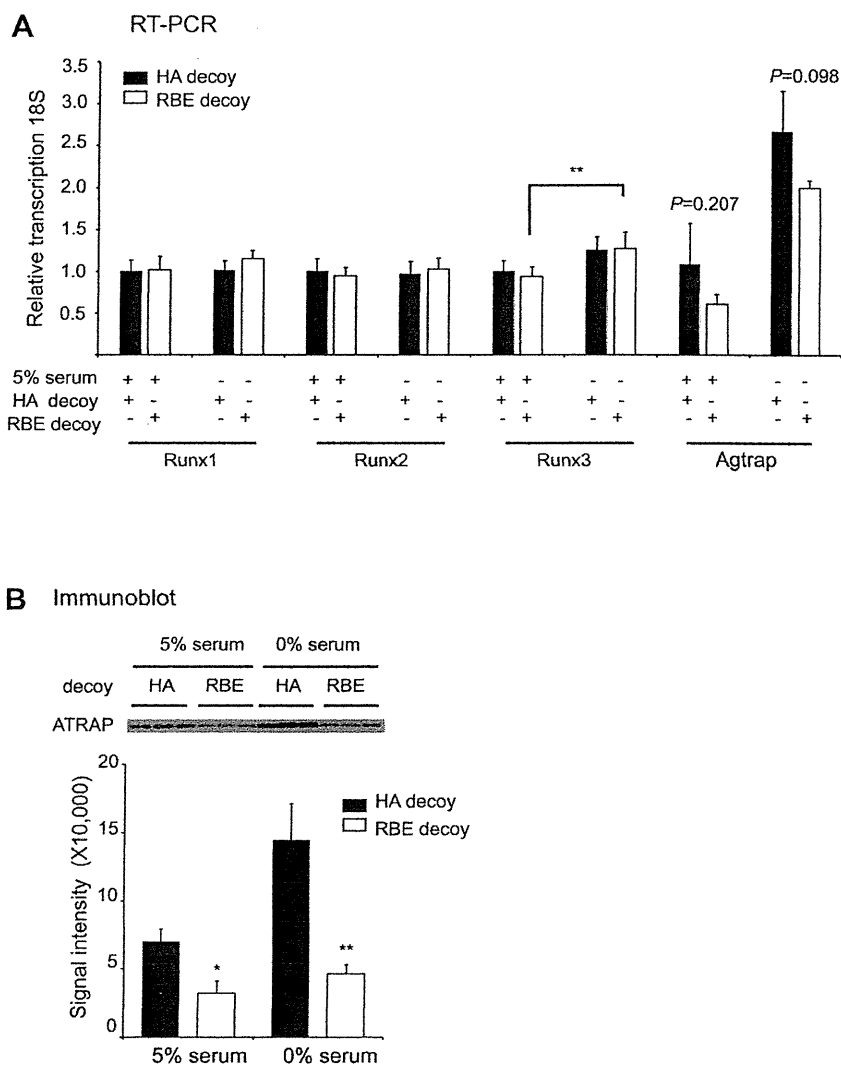 A RT-PCR
3.5
3.0
2.5
2.0
1.5
1.0
0.5
Relative transcription 18S
HA decoy
RBE decoy
**
P=0.207
P=0.098
5% serum + + - - + + - - + + - - + + - -
HA decoy + - + - + - + - + - + - + - + -
RBE decoy - + - + - + - + - + - + - + - +
Runx1 Runx2 Runx3 Agtrap
B Immunoblot
5% serum 0% serum
decoy HA RBE HA RBE
ATRAP
20
15
10
5
0
Signal intensity (X10,000)
HA decoy
RBE decoy
*
**
5% serum 0% serum